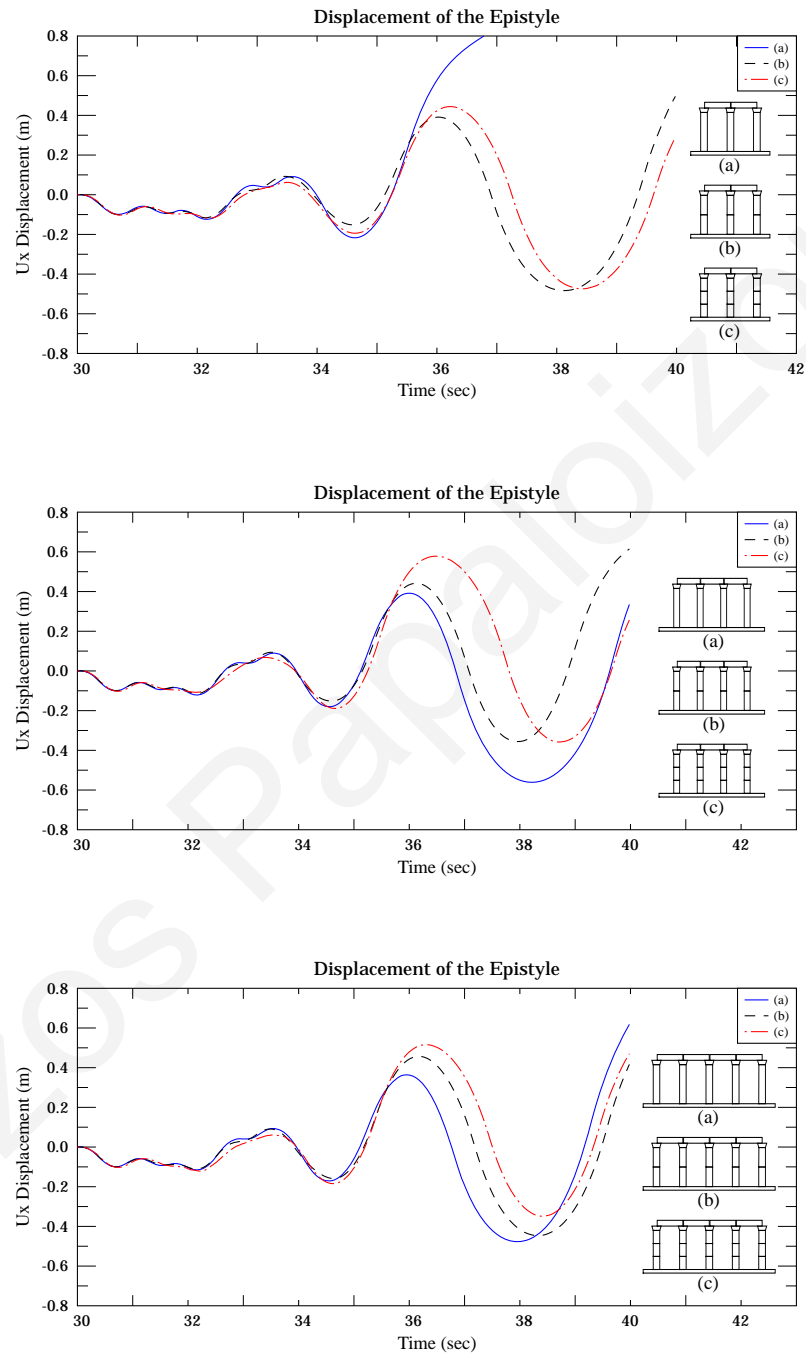 Displacement of the Epistyle
0.8
0.6
0.4
0.2
0.0
-0.2
-0.4
-0.6
-0.8
Ux Displacement (m)
30 32 34 36 38 40 42
Time (sec)
(a)
(b)
(c)
(a)
(b)
(c)
Displacement of the Epistyle
0.8
0.6
0.4
0.2
0.0
-0.2
-0.4
-0.6
-0.8
Ux Displacement (m)
30 32 34 36 38 40 42
Time (sec)
(a)
(b)
(c)
(a)
(b)
(c)
Displacement of the Epistyle
0.8
0.6
0.4
0.2
0.0
-0.2
-0.4
-0.6
-0.8
Ux Displacement (m)
30 32 34 36 38 40 42
Time (sec)
(a)
(b)
(c)
(a)
(b)
(c)